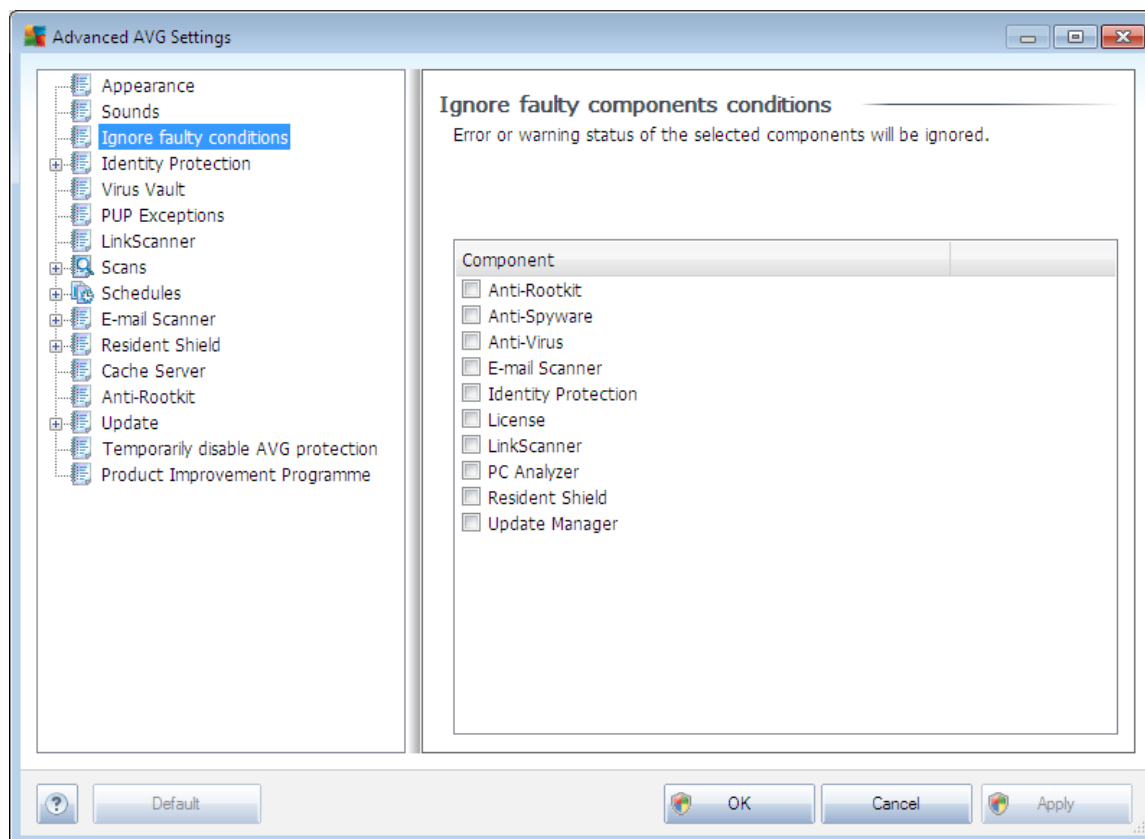 Advanced AVG Settings
Appearance
Sounds
Ignore faulty conditions
Identity Protection
Virus Vault
PUP Exceptions
LinkScanner
Scans
Schedules
E-mail Scanner
Resident Shield
Cache Server
Anti-Rootkit
Update
Temporarily disable AVG protection
Product Improvement Programme
Ignore faulty components conditions
Error or warning status of the selected components will be ignored.
Component
Anti-Rootkit
Anti-Spyware
Anti-Virus
E-mail Scanner
Identity Protection
License
LinkScanner
PC Analyzer
Resident Shield
Update Manager
?
Default
OK
Cancel
Apply